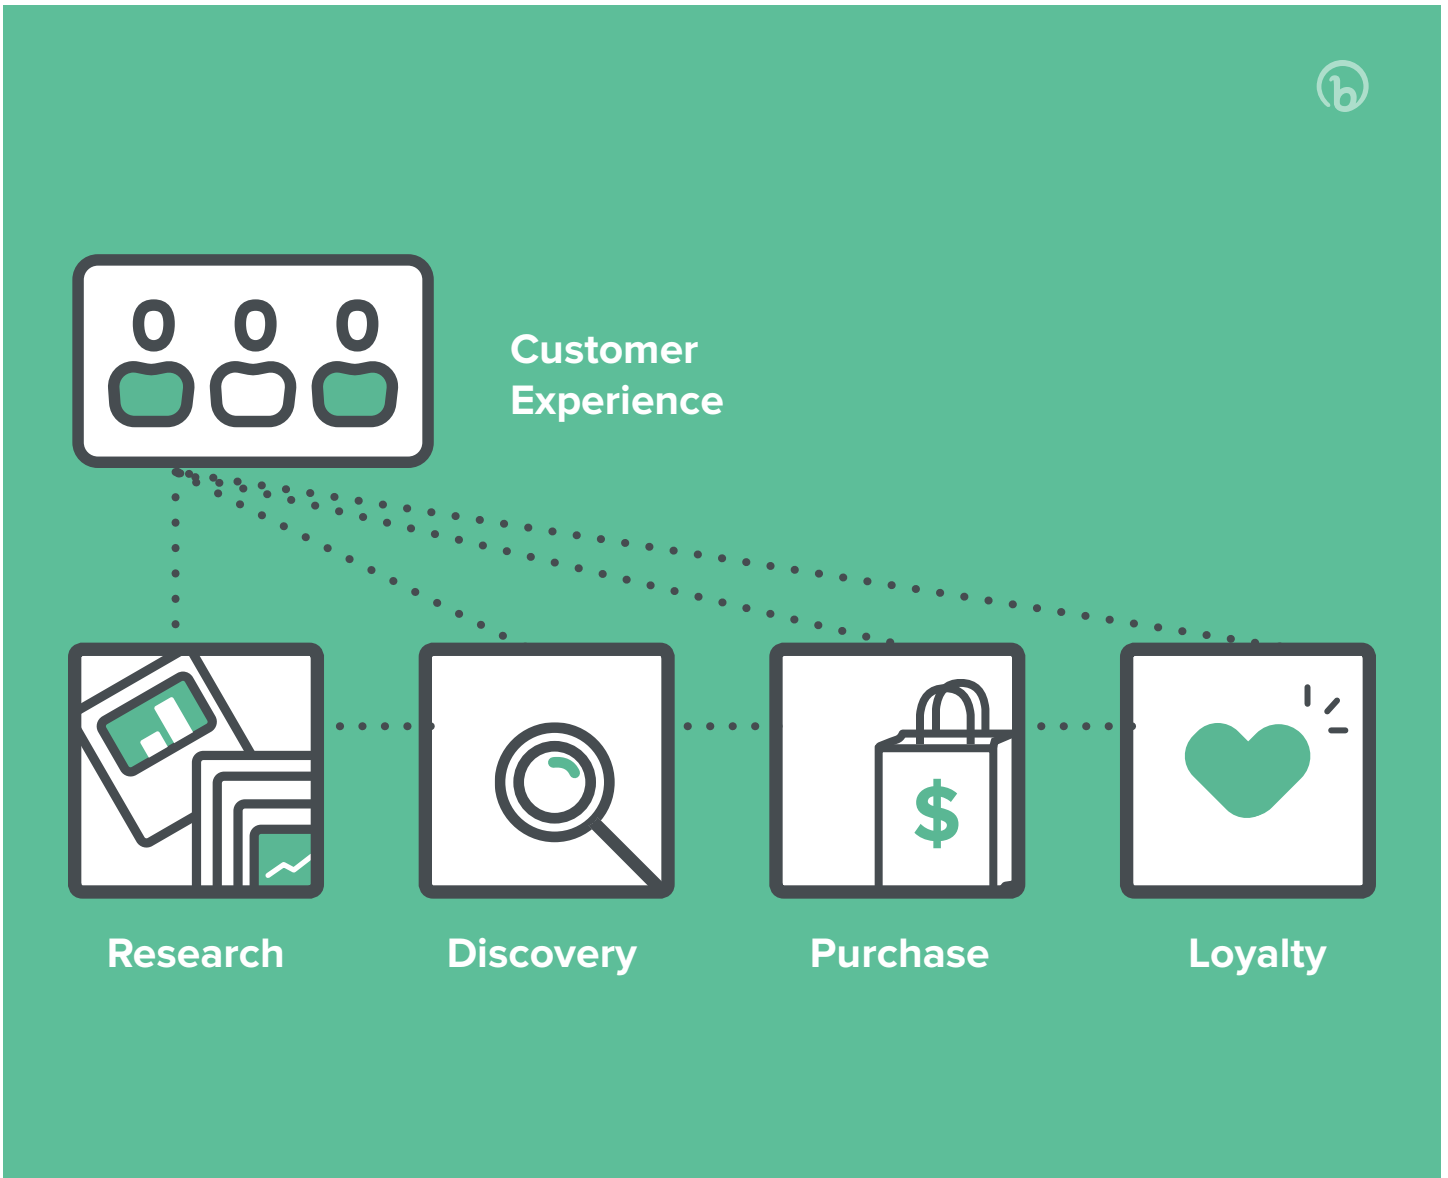 b
Customer
Experience
$
Research
Discovery
Purchase
Loyalty